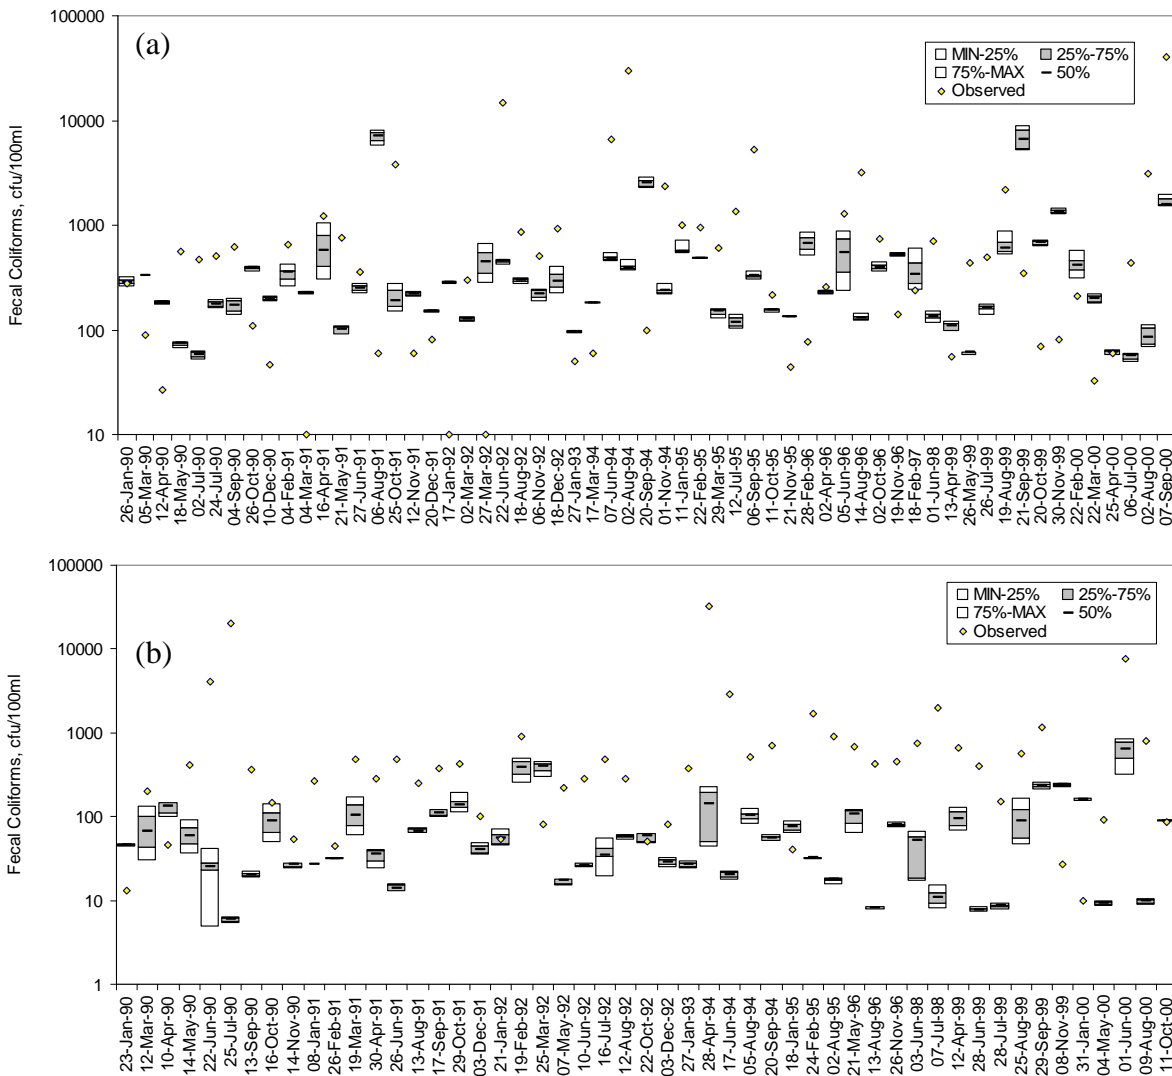 (a)
100000
10000
1000
100
10
Fecal Coliforms, cfu/100ml
MIN-25%
25%-75%
75%-MAX
50%
Observed
26-Jan-90
05-Mar-90
12-Apr-90
18-May-90
02-Jul-90
24-Jul-90
04-Sep-90
26-Oct-90
10-Dec-90
04-Feb-91
04-Mar-91
16-Apr-91
21-May-91
27-Jun-91
06-Aug-91
25-Oct-91
12-Nov-91
20-Dec-91
17-Jan-92
02-Mar-92
27-Mar-92
22-Jun-92
18-Aug-92
06-Nov-92
18-Dec-92
27-Jan-93
17-Mar-94
07-Jun-94
02-Aug-94
20-Sep-94
01-Nov-94
11-Jan-95
22-Feb-95
29-Mar-95
12-Jul-95
06-Sep-95
11-Oct-95
21-Nov-95
28-Feb-96
02-Apr-96
05-Jun-96
14-Aug-96
02-Oct-96
19-Nov-96
18-Feb-97
01-Jun-98
13-Apr-99
26-May-99
26-Jul-99
19-Aug-99
21-Sep-99
20-Oct-99
30-Nov-99
22-Feb-00
22-Mar-00
25-Apr-00
06-Jul-00
02-Aug-00
07-Sep-00
(b)
100000
10000
1000
100
10
1
Fecal Coliforms, cfu/100ml
MIN-25%
25%-75%
75%-MAX
50%
Observed
23-Jan-90
12-Mar-90
10-Apr-90
14-May-90
22-Jun-90
25-Jul-90
13-Sep-90
16-Oct-90
14-Nov-90
08-Jan-91
26-Feb-91
19-Mar-91
30-Apr-91
26-Jun-91
13-Aug-91
17-Sep-91
29-Oct-91
03-Dec-91
21-Jan-92
19-Feb-92
25-Mar-92
07-May-92
10-Jun-92
16-Jul-92
12-Aug-92
22-Oct-92
03-Dec-92
27-Jan-93
28-Apr-94
17-Jun-94
05-Aug-94
20-Sep-94
18-Jan-95
24-Feb-95
02-Aug-95
21-May-96
13-Aug-96
26-Nov-96
03-Jun-98
07-Jul-98
12-Apr-99
28-Jun-99
28-Jul-99
25-Aug-99
29-Sep-99
08-Nov-99
31-Jan-00
04-May-00
01-Jun-00
09-Aug-00
11-Oct-00